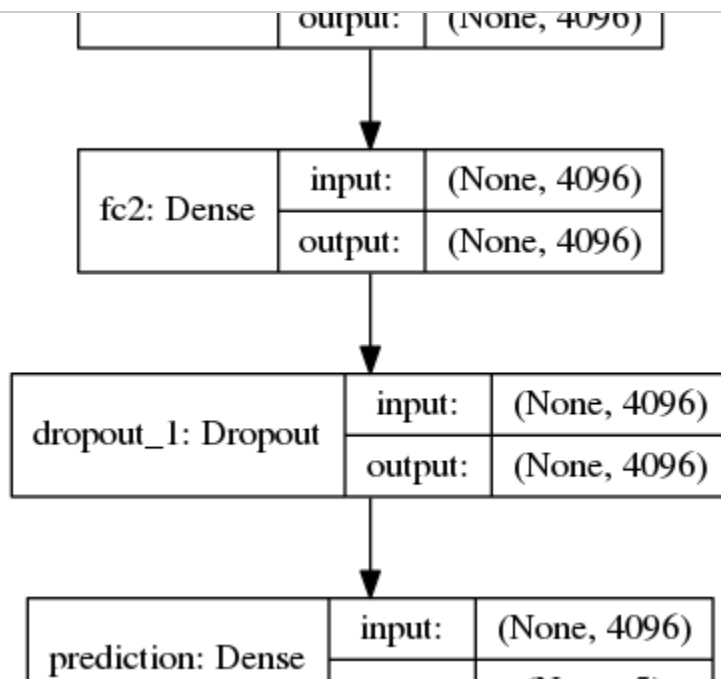 output: (None, 4096)
fc2: Dense
input: (None, 4096)
output: (None, 4096)
dropout_1: Dropout
input: (None, 4096)
output: (None, 4096)
prediction: Dense
input: (None, 4096)